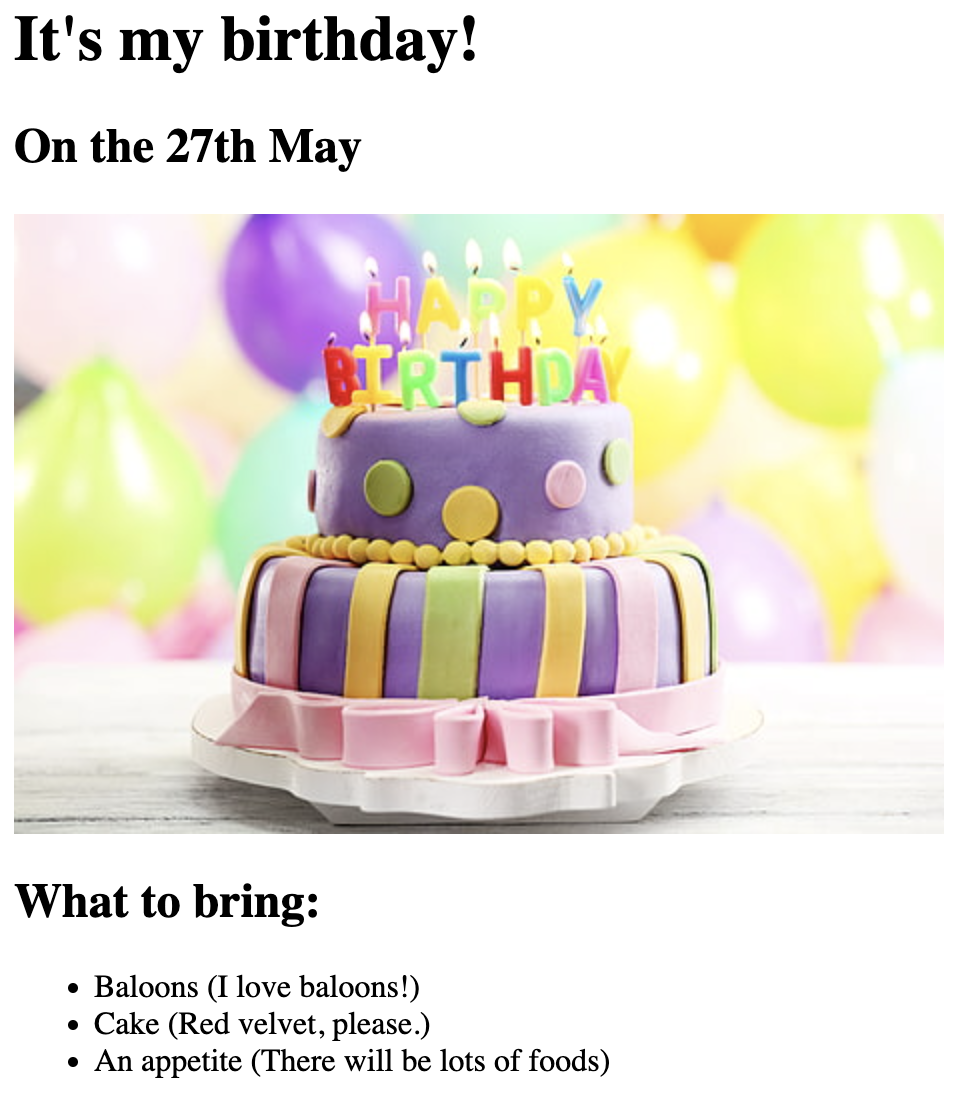 It's my birthday!
On the 27th May
HAPPY
BIRTHDAY
What to bring:
Baloons (I love baloons!)
Cake (Red velvet, please.)
An appetite (There will be lots of foods)